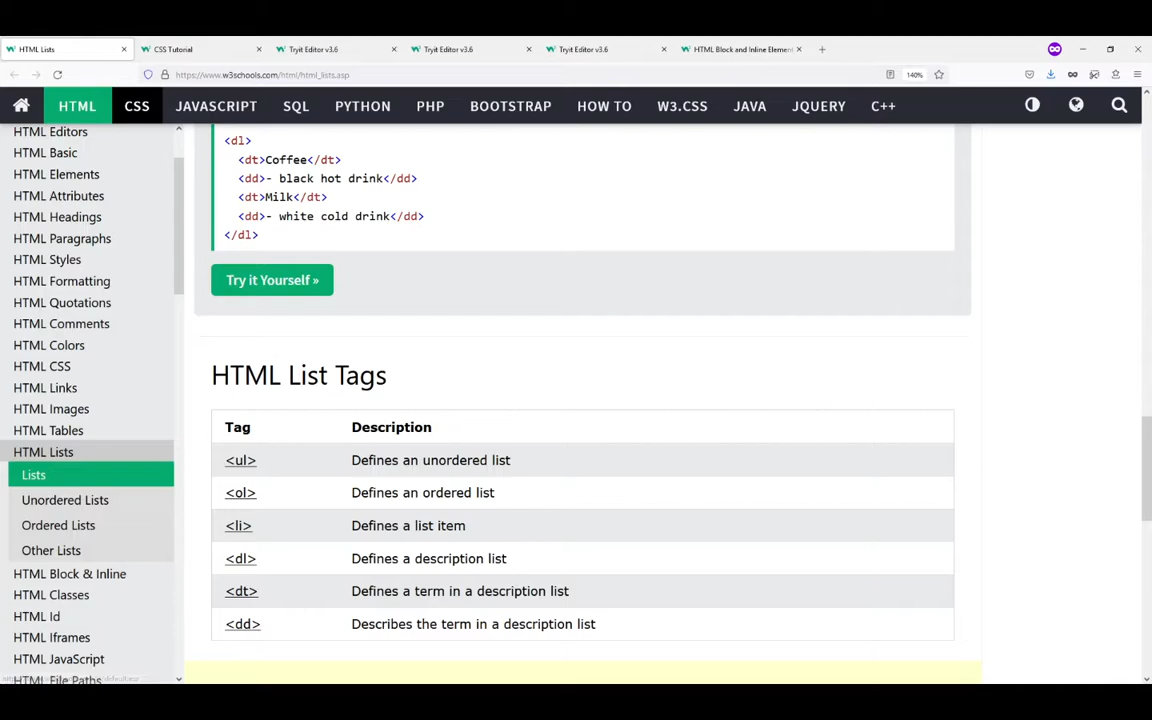 HTML Lists
CSS Tutorial
Tryit Editor v3.6
Tryit Editor v3.6
Tryit Editor v3.6
HTML Block and Inline Elemen
https://www.w3schools.com/html/html_lists.asp
140%
HTML CSS JAVASCRIPT SQL PYTHON PHP BOOTSTRAP HOW TO W3.CSS JAVA JQUERY C++
HTML Editors
HTML Basic
HTML Elements
HTML Attributes
HTML Headings
HTML Paragraphs
HTML Styles
HTML Formatting
HTML Quotations
HTML Comments
HTML Colors
HTML CSS
HTML Links
HTML Images
HTML Tables
HTML Lists
Lists
Unordered Lists
Ordered Lists
Other Lists
HTML Block & Inline
HTML Classes
HTML Id
HTML Iframes
HTML JavaScript
HTML File Paths
<dl>
<dt>Coffee</dt>
<dd>- black hot drink</dd>
<dt>Milk</dt>
<dd>- white cold drink</dd>
</dl>
Try it Yourself »
HTML List Tags
Tag Description
<ul> Defines an unordered list
<ol> Defines an ordered list
<li> Defines a list item
<dl> Defines a description list
<dt> Defines a term in a description list
<dd> Describes the term in a description list